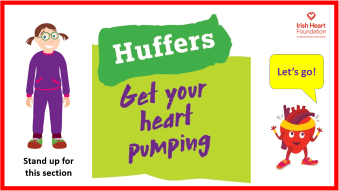 Huffers
Irish Heart
Foundation
Get your
heart
pumping
Let's go!
Stand up for
this section